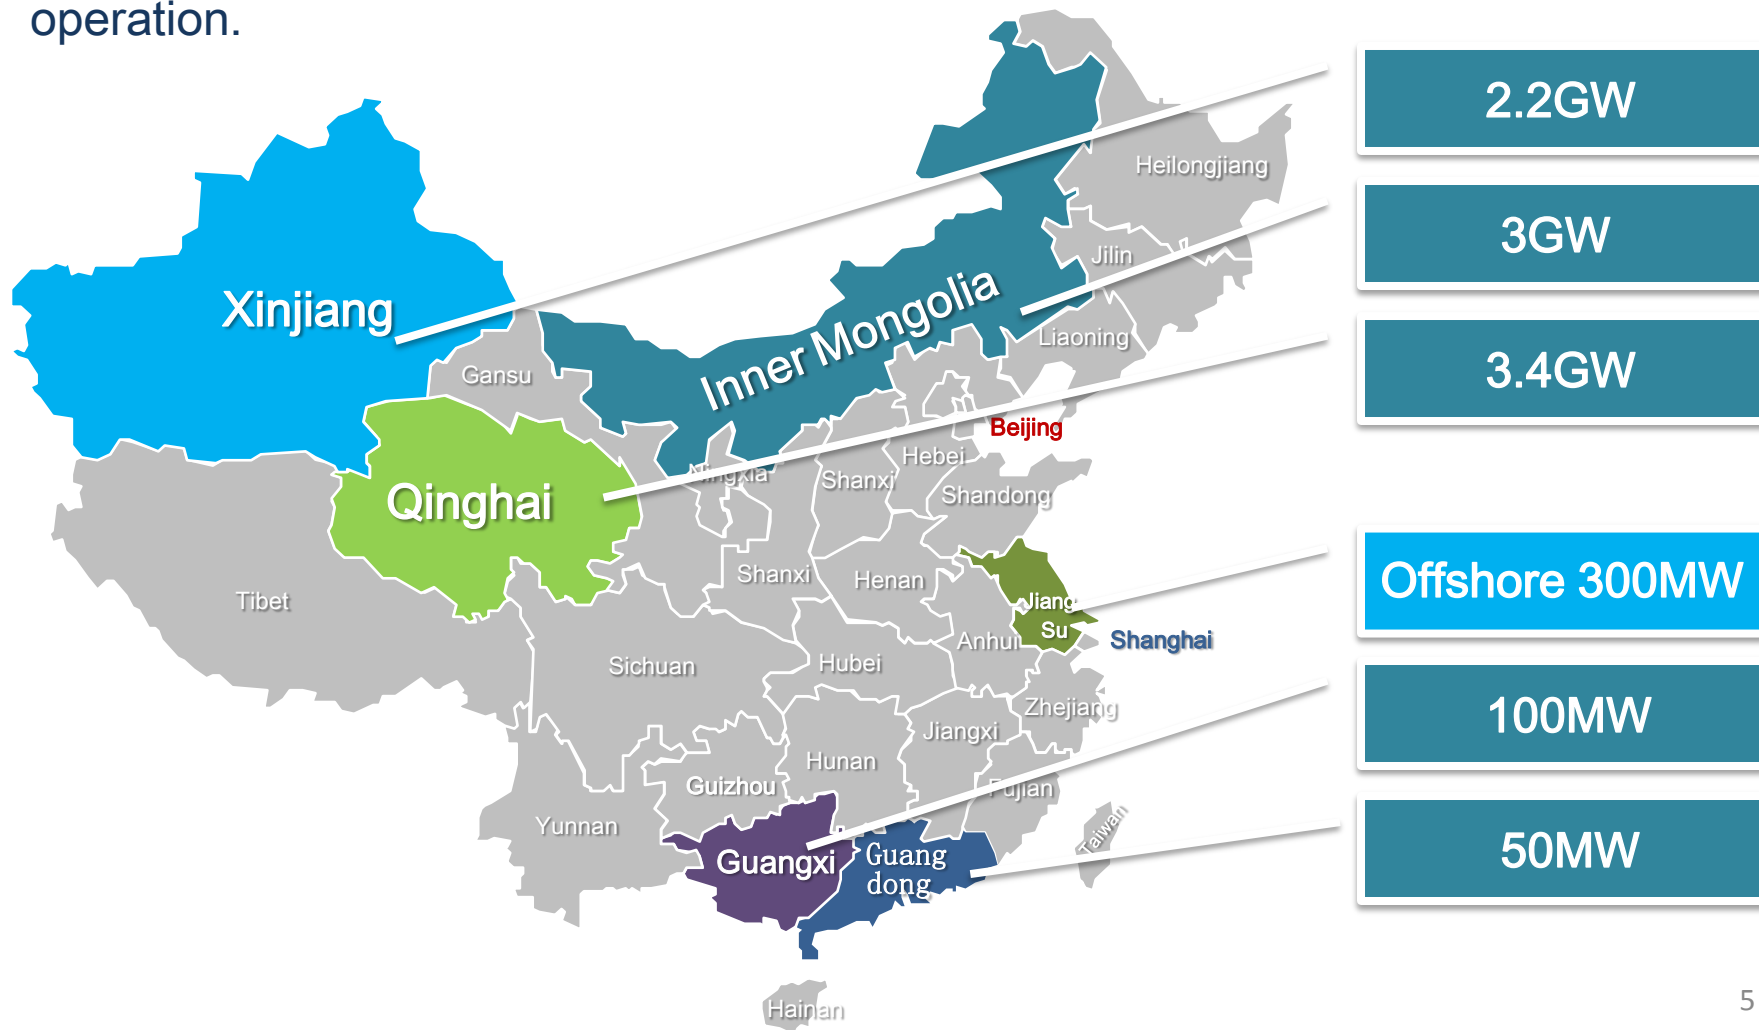 operation.
2.2GW
Heilongjiang
3GW
Jilin
Xinjiang
Inner Mongolia
Liaoning
3.4GW
Gansu
Beijing
Hebei
Ningxia
Shanxi
Shandong
Qinghai
Offshore 300MW
Shanxi
Henan
Tibet
Jiang
Su
Anhui
Shanghai
Sichuan
Hubei
Zhejiang
100MW
Jiangxi
Hunan
Guizhou
Fujian
Yunnan
Taiwan
50MW
Guangxi
Guang
dong
Hainan
5